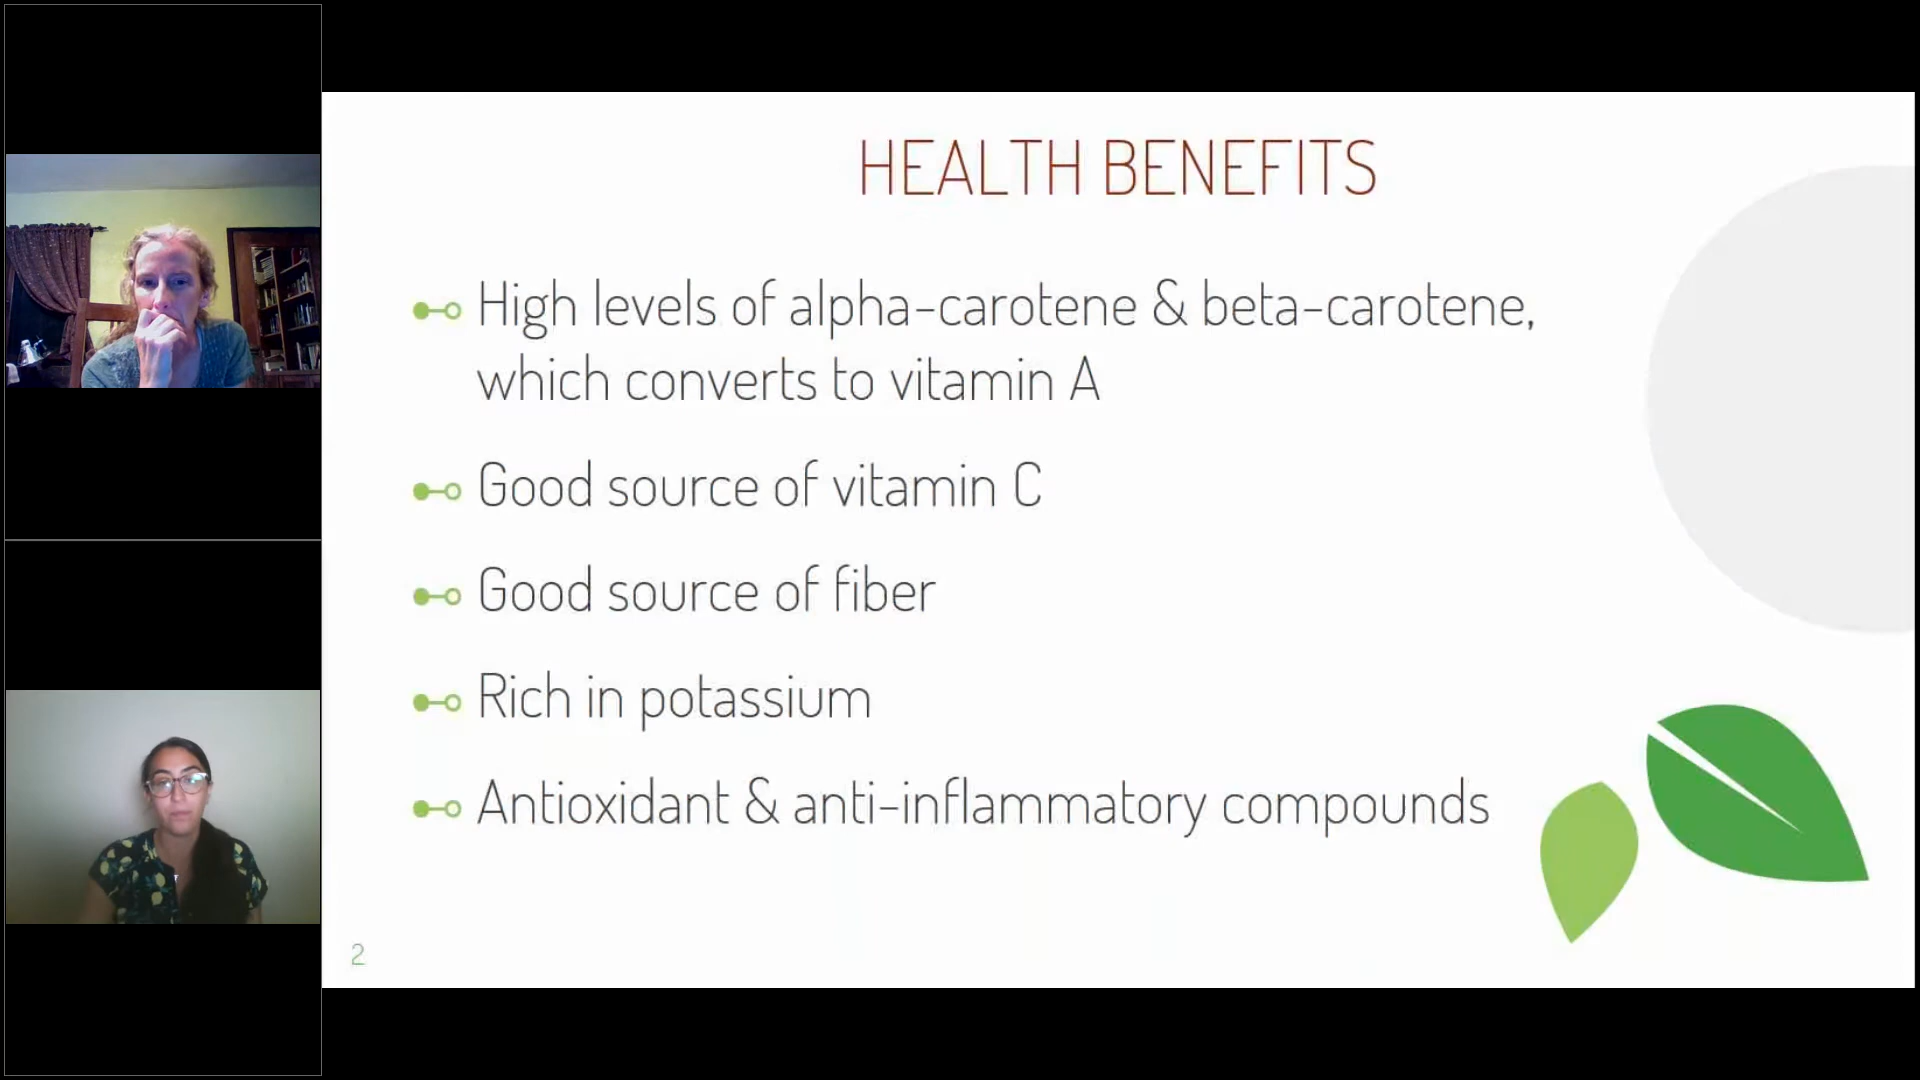 HEALTH BENEFITS
High levels of alpha-carotene & beta-carotene,
which converts to vitamin A
Good source of vitamin C
Good source of fiber
Rich in potassium
Antioxidant & anti-inflammatory compounds
2